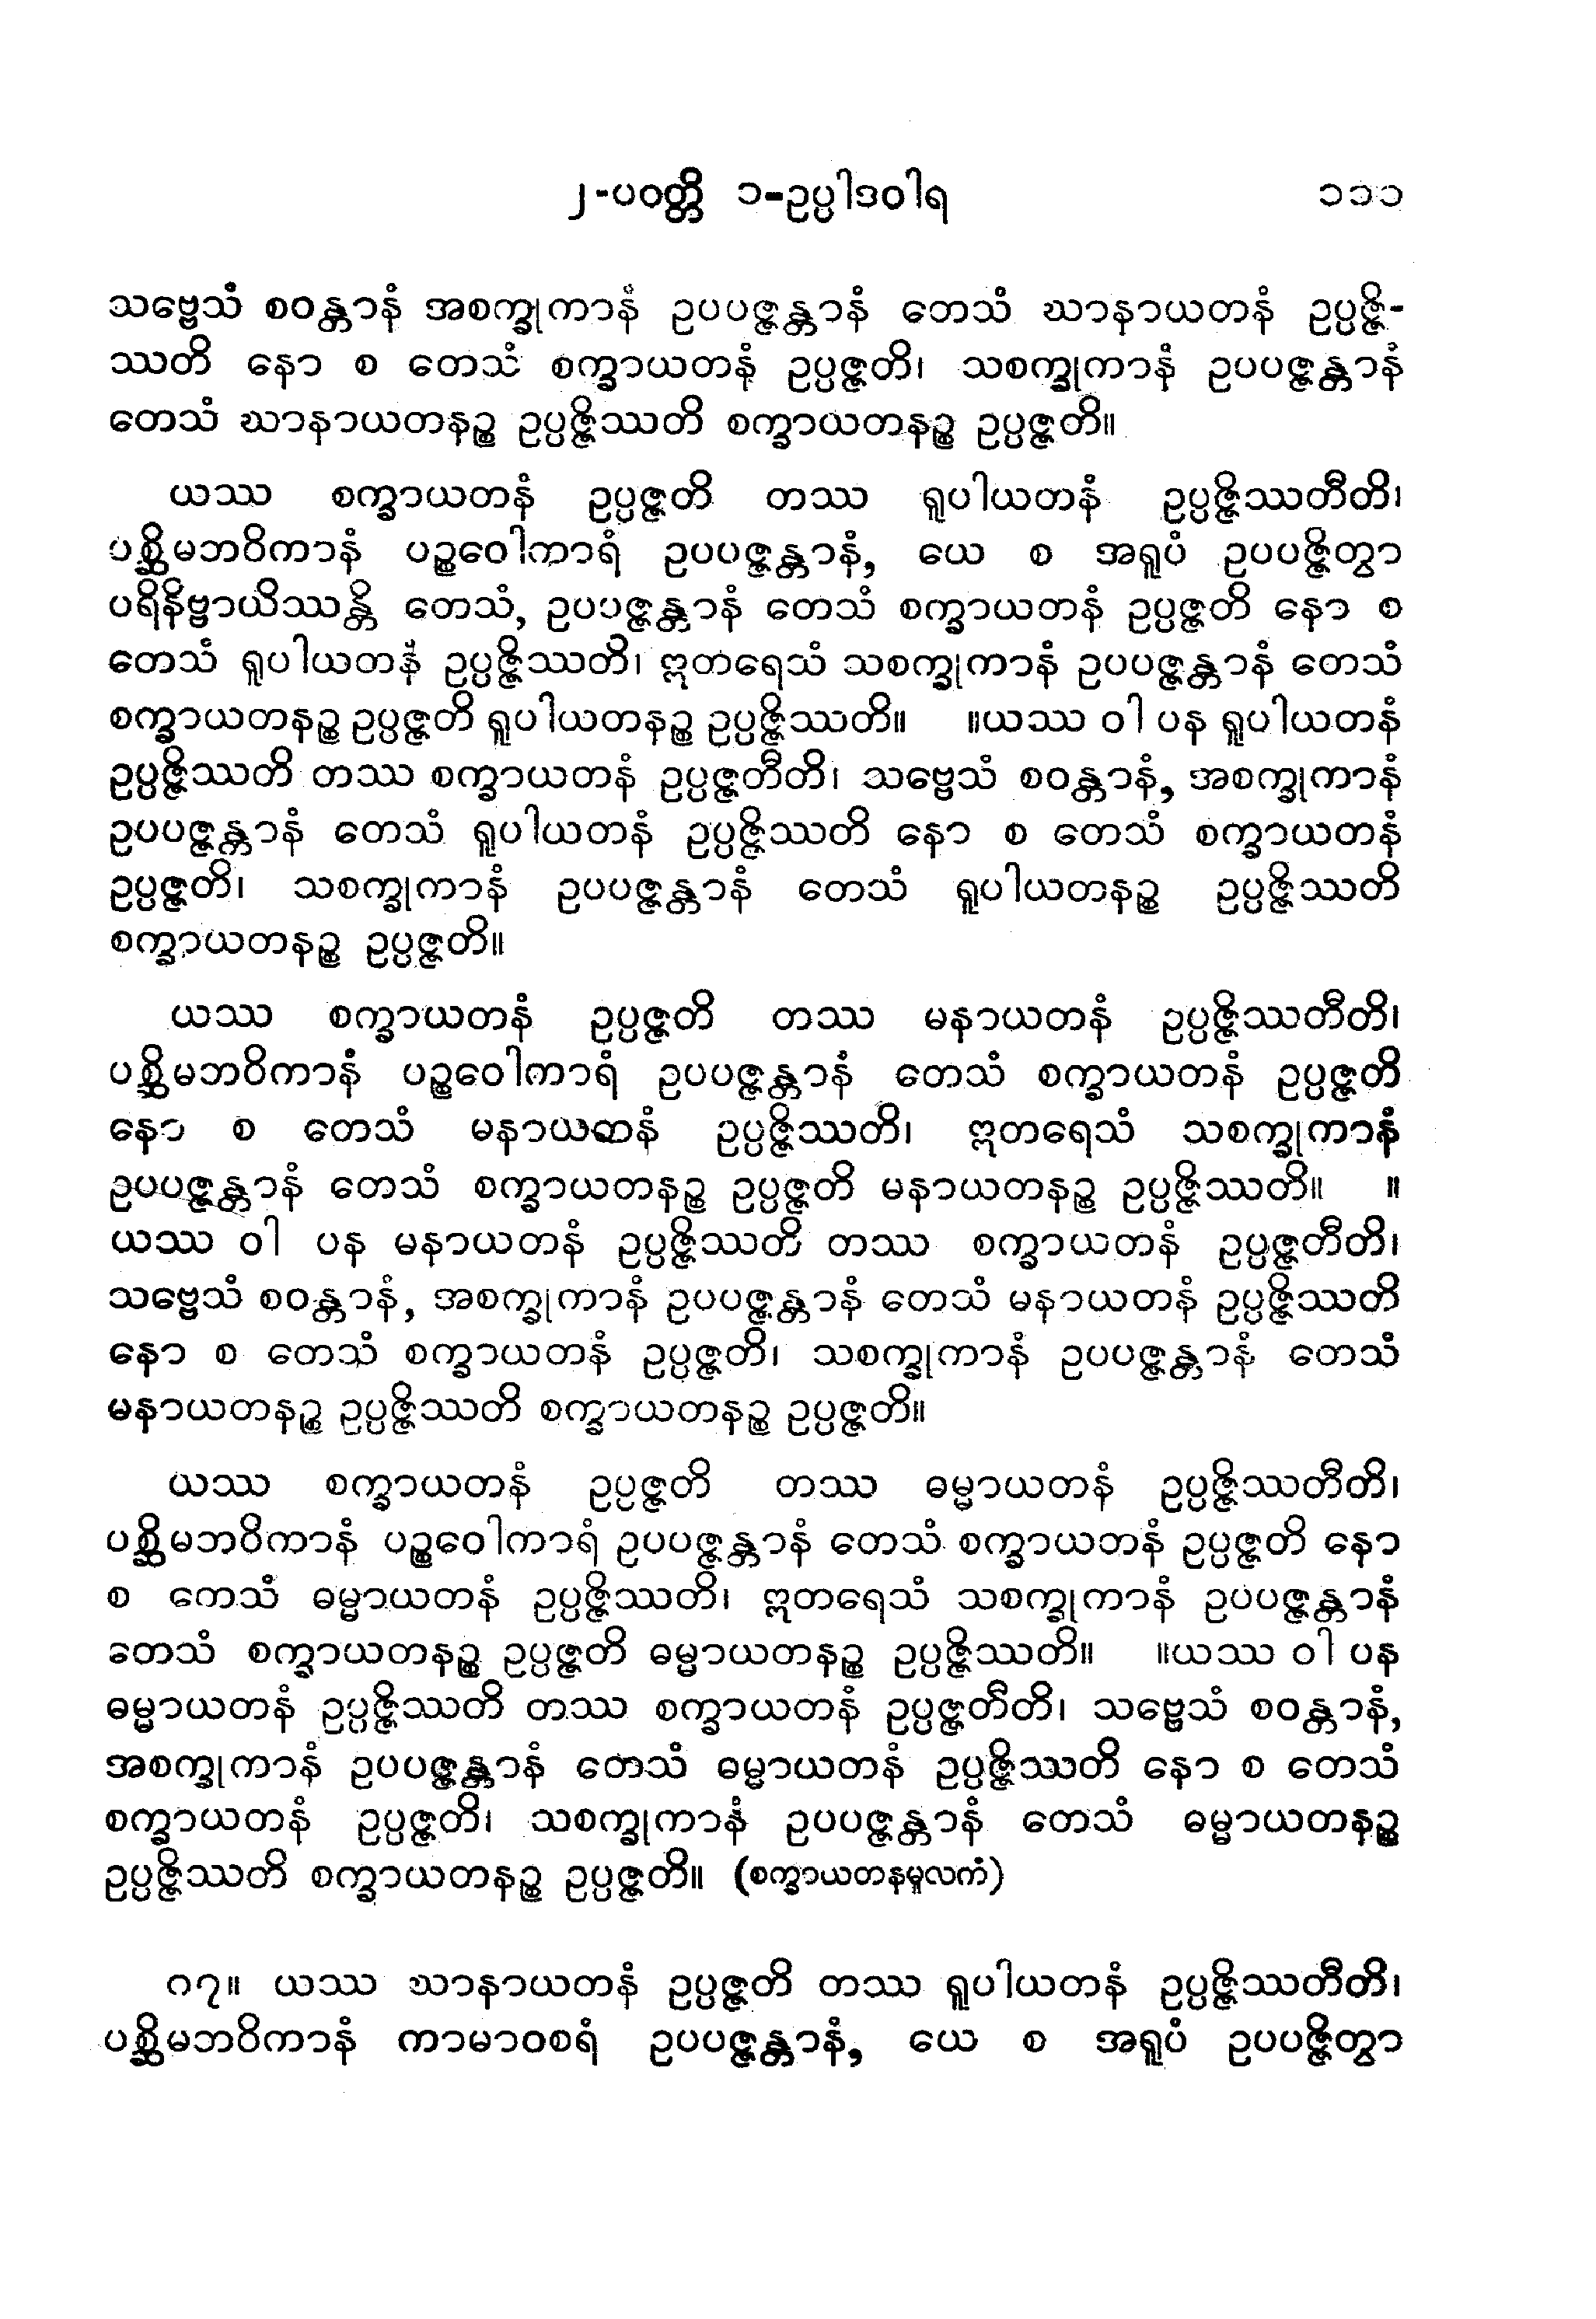 ၂-ပဝတ္တိ ၁-ဥပ္ပါဒဝါရ ၁၁၁
သဗ္ဗေသံ စဝန္တာနံ အစက္ခုကာနံ ဥပပဇ္ဇန္တာနံ တေသံ ဃာနာယတနံ ဥပ္ပဇ္ဇိ-
ဿတိ နော စ တေသံ စက္ခာယတနံ ဥပ္ပဇ္ဇတိ၊ သစက္ခုကာနံ ဥပပဇ္ဇန္တာနံ
တေသံ ဃာနာယတနဉ္စ ဥပ္ပဇ္ဇိဿတိ စက္ခာယတနဉ္စ ဥပ္ပဇ္ဇတိ။
ယဿ စက္ခာယတနံ ဥပ္ပဇ္ဇတိ တဿ ရူပါယတနံ ဥပ္ပဇ္ဇိဿတီတိ၊
ပစ္ဆိမဘဝိကာနံ ပဉ္စဝေါကာရံ ဥပပဇ္ဇန္တာနံ, ယေ စ အရူပံ ဥပပဇ္ဇိတွာ
ပရိနိဗ္ဗာယိဿန္တိ တေသံ, ဥပပဇ္ဇန္တာနံ တေသံ စက္ခာယတနံ ဥပ္ပဇ္ဇတိ နော စ
တေသံ ရူပါယတနံ ဥပ္ပဇ္ဇိဿတိ၊ ဣတရေသံ သစက္ခုကာနံ ဥပပဇ္ဇန္တာနံ တေသံ
စက္ခာယတနဉ္စ ဥပ္ပဇ္ဇတိ ရူပါယတနဉ္စ ဥပ္ပဇ္ဇိဿတိ။ ။ယဿ ဝါ ပန ရူပါယတနံ
ဥပ္ပဇ္ဇိဿတိ တဿ စက္ခာယတနံ ဥပ္ပဇ္ဇတီတိ၊ သဗ္ဗေသံ စဝန္တာနံ, အစက္ခုကာနံ
ဥပပဇ္ဇန္တာနံ တေသံ ရူပါယတနံ ဥပ္ပဇ္ဇိဿတိ နော စ တေသံ စက္ခာယတနံ
ဥပ္ပဇ္ဇတိ၊ သစက္ခုကာနံ ဥပပဇ္ဇန္တာနံ တေသံ ရူပါယတနဉ္စ ဥပ္ပဇ္ဇိဿတိ
စက္ခာယတနဉ္စ ဥပ္ပဇ္ဇတိ။
ယဿ စက္ခာယတနံ ဥပ္ပဇ္ဇတိ တဿ မနာယတနံ ဥပ္ပဇ္ဇိဿတီတိ၊
ပစ္ဆိမဘဝိကာနံ ပဉ္စဝေါကာရံ ဥပပဇ္ဇန္တာနံ တေသံ စက္ခာယတနံ ဥပ္ပဇ္ဇတိ
နော စ တေသံ မနာယတနံ ဥပ္ပဇ္ဇိဿတိ၊ ဣတရေသံ သစက္ခုကာနံ
ဥပပဇ္ဇန္တာနံ တေသံ စက္ခာယတနဉ္စ ဥပ္ပဇ္ဇတိ မနာယတနဉ္စ ဥပ္ပဇ္ဇိဿတိ။ ။
ယဿ ဝါ ပန မနာယတနံ ဥပ္ပဇ္ဇိဿတိ တဿ စက္ခာယတနံ ဥပ္ပဇ္ဇတီတိ၊
သဗ္ဗေသံ စဝန္တာနံ, အစက္ခုကာနံ ဥပပဇ္ဇန္တာနံ တေသံ မနာယတနံ ဥပ္ပဇ္ဇိဿတိ
နော စ တေသံ စက္ခာယတနံ ဥပ္ပဇ္ဇတိ၊ သစက္ခုကာနံ ဥပပဇ္ဇန္တာနံ တေသံ
မနာယတနဉ္စ ဥပ္ပဇ္ဇိဿတိ စက္ခာယတနဉ္စ ဥပ္ပဇ္ဇတိ။
ယဿ စက္ခာယတနံ ဥပ္ပဇ္ဇတိ တဿ ဓမ္မာယတနံ ဥပ္ပဇ္ဇိဿတီတိ၊
ပစ္ဆိမဘဝိကာနံ ပဉ္စဝေါကာရံ ဥပပဇ္ဇန္တာနံ တေသံ စက္ခာယတနံ ဥပ္ပဇ္ဇတိ နော
စ တေသံ ဓမ္မာယတနံ ဥပ္ပဇ္ဇိဿတိ၊ ဣတရေသံ သစက္ခုကာနံ ဥပပဇ္ဇန္တာနံ
တေသံ စက္ခာယတနဉ္စ ဥပ္ပဇ္ဇတိ ဓမ္မာယတနဉ္စ ဥပ္ပဇ္ဇိဿတိ။ ။ယဿ ဝါ ပန
ဓမ္မာယတနံ ဥပ္ပဇ္ဇိဿတိ တဿ စက္ခာယတနံ ဥပ္ပဇ္ဇတီတိ၊ သဗ္ဗေသံ စဝန္တာနံ,
အစက္ခုကာနံ ဥပပဇ္ဇန္တာနံ တေသံ ဓမ္မာယတနံ ဥပ္ပဇ္ဇိဿတိ နော စ တေသံ
စက္ခာယတနံ ဥပ္ပဇ္ဇတိ၊ သစက္ခုကာနံ ဥပပဇ္ဇန္တာနံ တေသံ ဓမ္မာယတနဉ္စ
ဥပ္ပဇ္ဇိဿတိ စက္ခာယတနဉ္စ ဥပ္ပဇ္ဇတိ။ (စက္ခာယတနမူလကံ)
၈၇။ ယဿ ဃာနာယတနံ ဥပ္ပဇ္ဇတိ တဿ ရူပါယတနံ ဥပ္ပဇ္ဇိဿတီတိ၊
ပစ္ဆိမဘဝိကာနံ ကာမာဝစရံ ဥပပဇ္ဇန္တာနံ, ယေ စ အရူပံ ဥပပဇ္ဇိတွာ